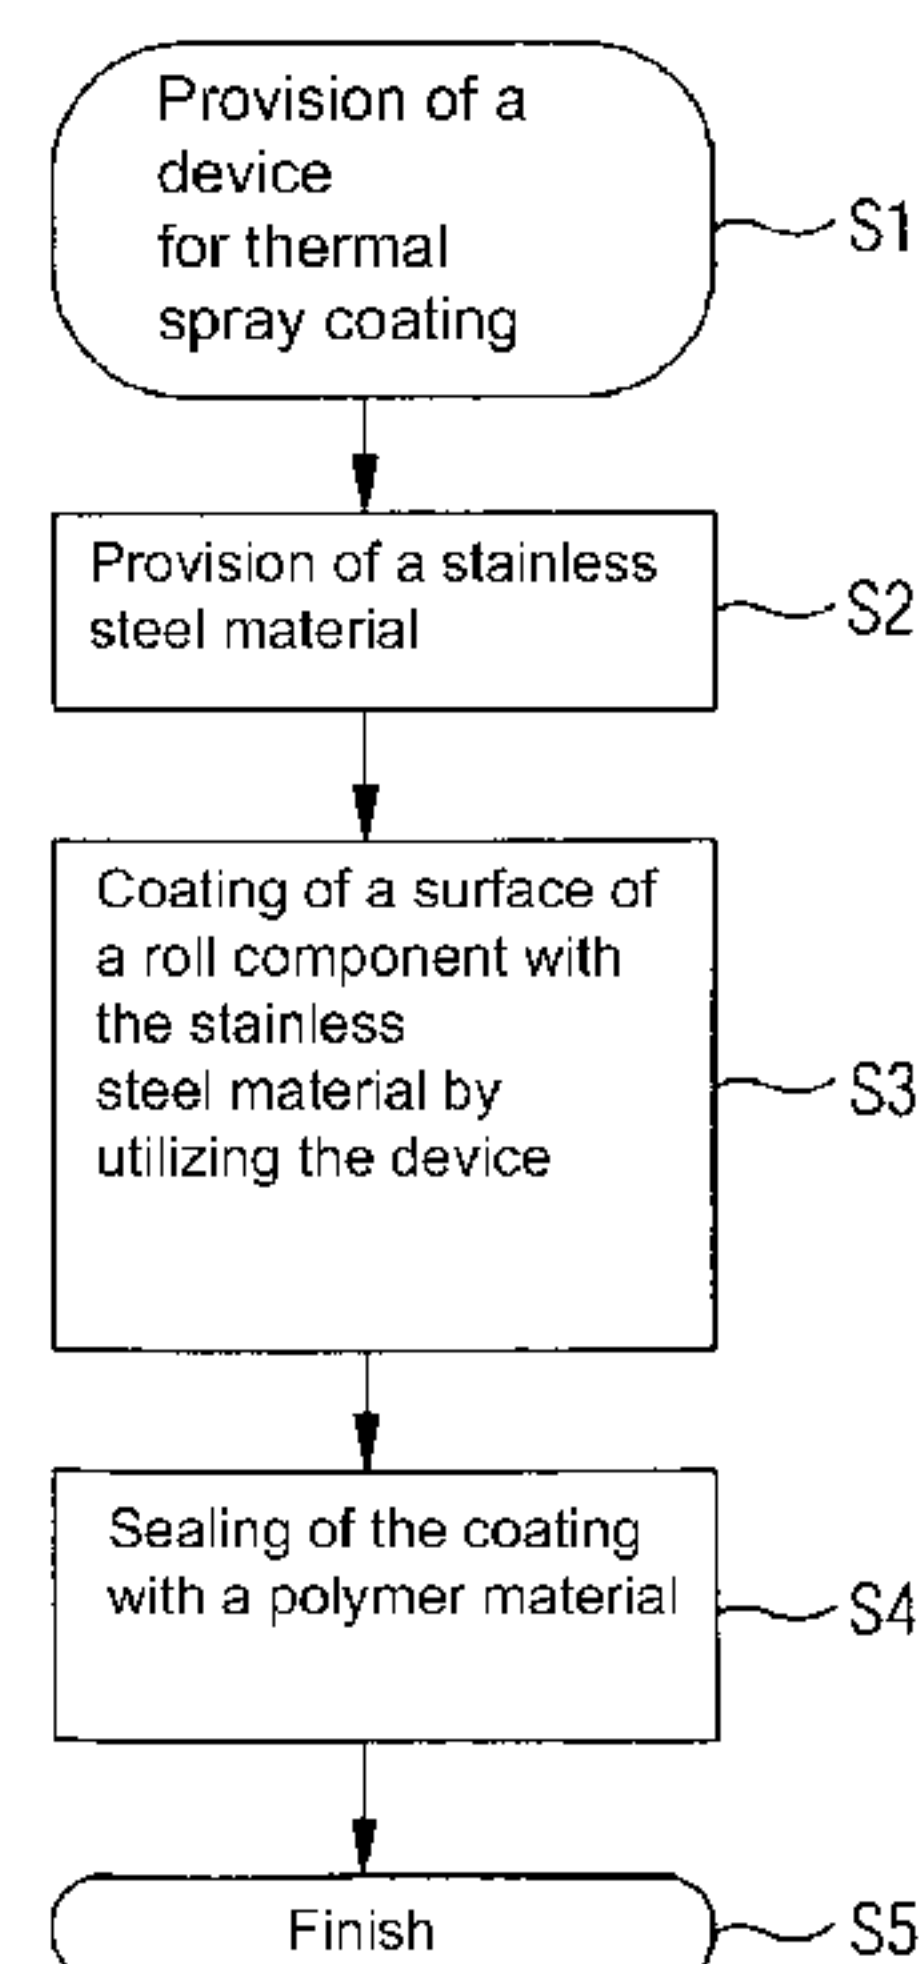 Provision of a
device
for thermal
spray coating
S1
Provision of a stainless
steel material
S2
Coating of a surface of
a roll component with
the stainless
steel material by
utilizing the device
S3
Sealing of the coating
with a polymer material
S4
Finish
S5